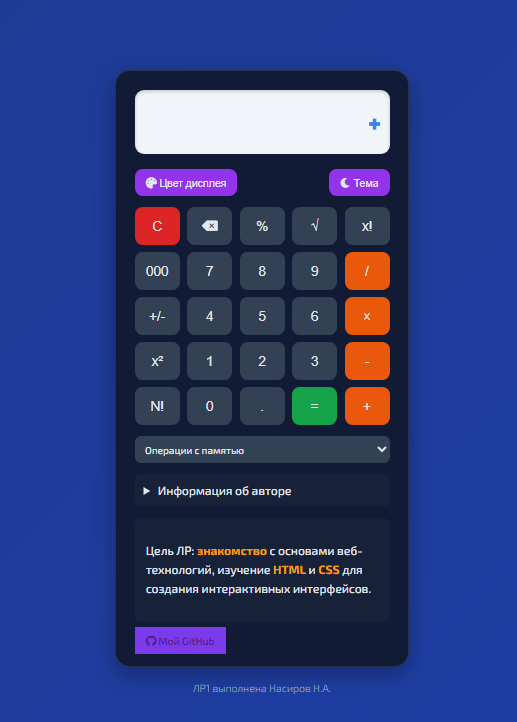 Цвет дисплея Тема
C % √ x!
000 7 8 9 /
+/- 4 5 6 ×
x² 1 2 3 -
N! 0 . = +
Операции с памятью
Информация об авторе
Цель ЛР: знакомство с основами веб-
технологий, изучение HTML и CSS для
создания интерактивных интерфейсов.
Мой GitHub
ЛР1 выполнена Насиров Н.А.